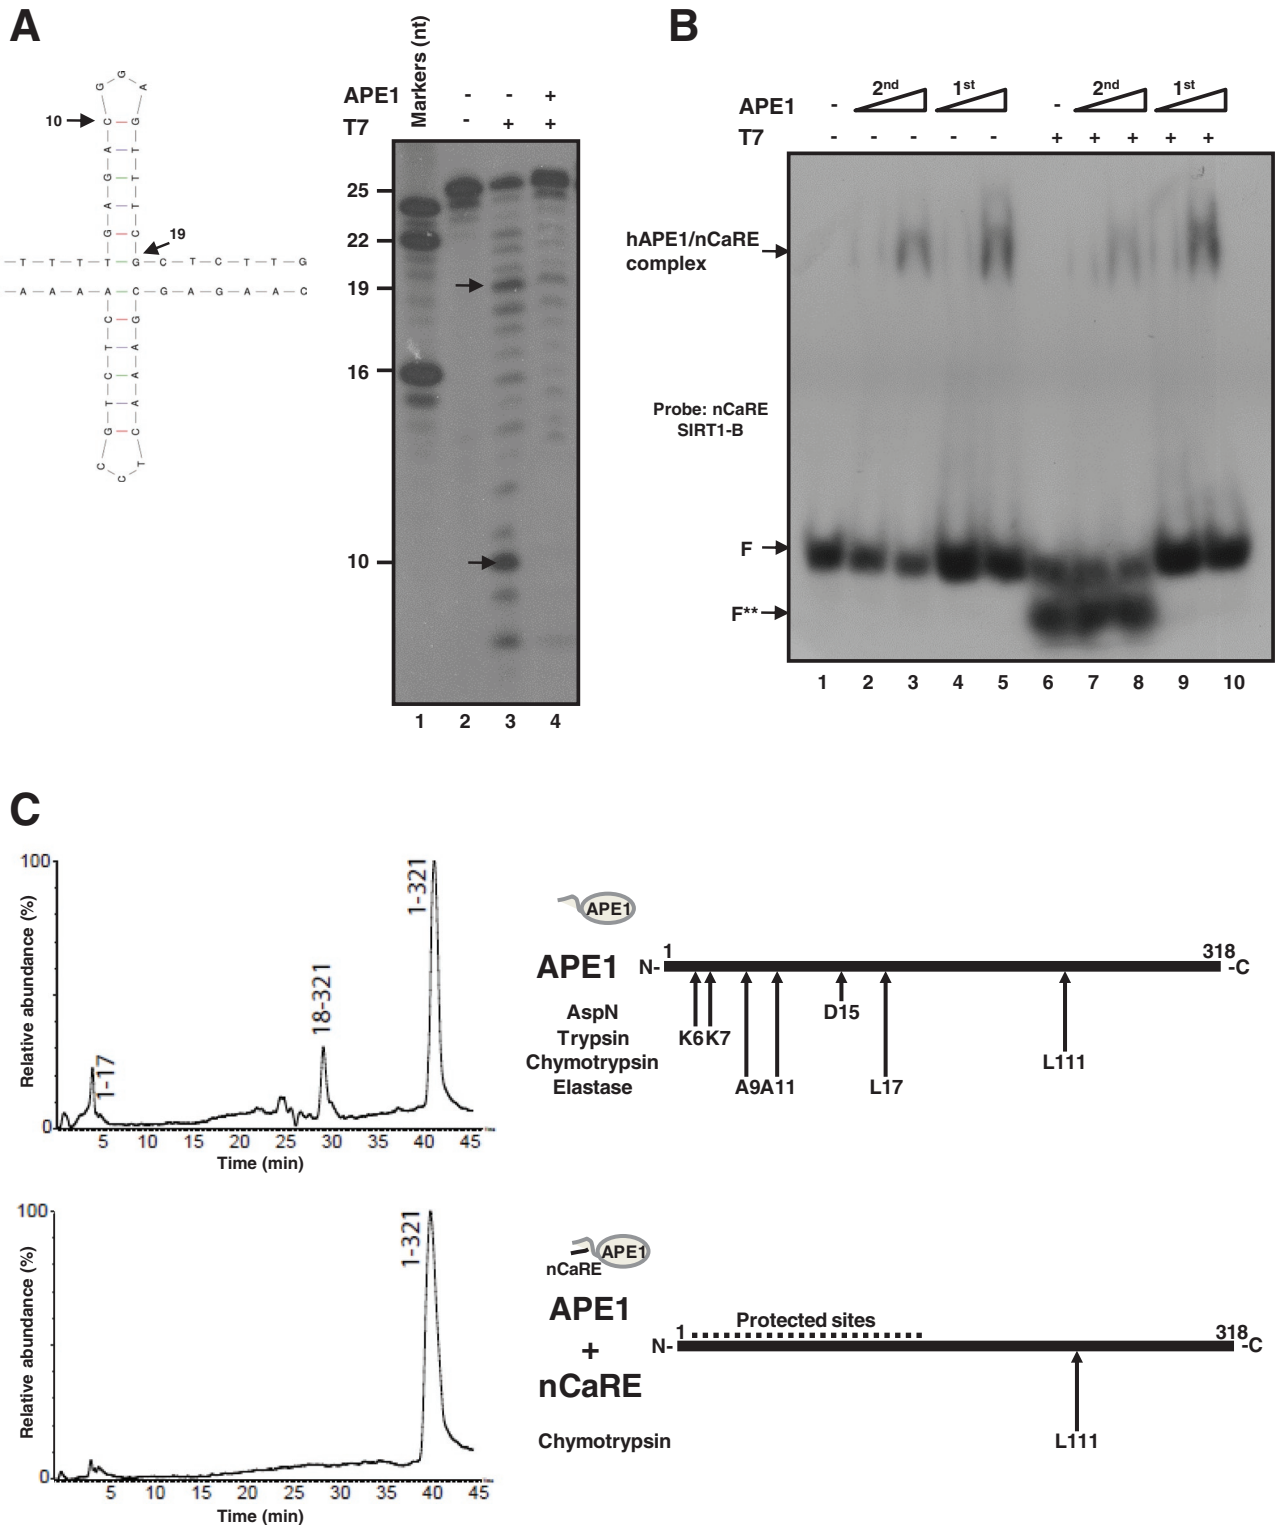 A
G G A
10 C G
A T
G T
A T
G C
19
T T T T T G C T C T T G
A A A A A C G A G A A C
C G
T A
C A
T A
G C
C C T
Markers (nt)
APE1 - - +
T7 - + +
25
22
19
16
10
1 2 3 4
B
APE1 - 2nd 1st - 2nd 1st
T7 - - - - - + + + + +
hAPE1/nCaRE
complex
Probe: nCaRE
SIRT1-B
F
F**
1 2 3 4 5 6 7 8 9 10
C
Relative abundance (%)
100
0
1-17
18-321
1-321
5 10 15 20 25 30 35 40 45
Time (min)
APE1
APE1
N- 1 318 -C
AspN
Trypsin
Chymotrypsin
Elastase
D15
K6 K7
L111
A9 A11 L17
Relative abundance (%)
100
0
1-321
5 10 15 20 25 30 35 40 45
Time (min)
APE1
nCaRE
APE1
+
nCaRE
Protected sites
N- 1 318 -C
Chymotrypsin
L111